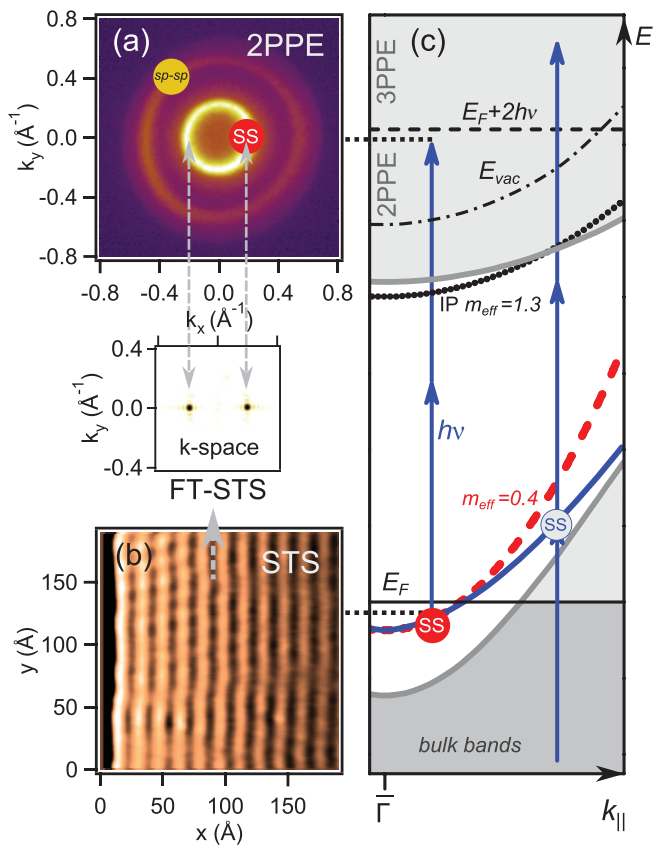 (a)
2PPE
sp-sp
SS
0.8
0.4
0.0
-0.4
-0.8
k_y (Å⁻¹)
-0.8 -0.4 0.0 0.4 0.8
k_x (Å⁻¹)
0.4
0.0
-0.4
k_y (Å⁻¹)
k-space
FT-STS
(b)
STS
150
100
50
0
y (Å)
0 50 100 150
x (Å)
(c)
E
3PPE
E_F+2hν
2PPE
E_vac
IP m_eff=1.3
hν
m_eff=0.4
SS
E_F
SS
bulk bands
Γ̅
k_||